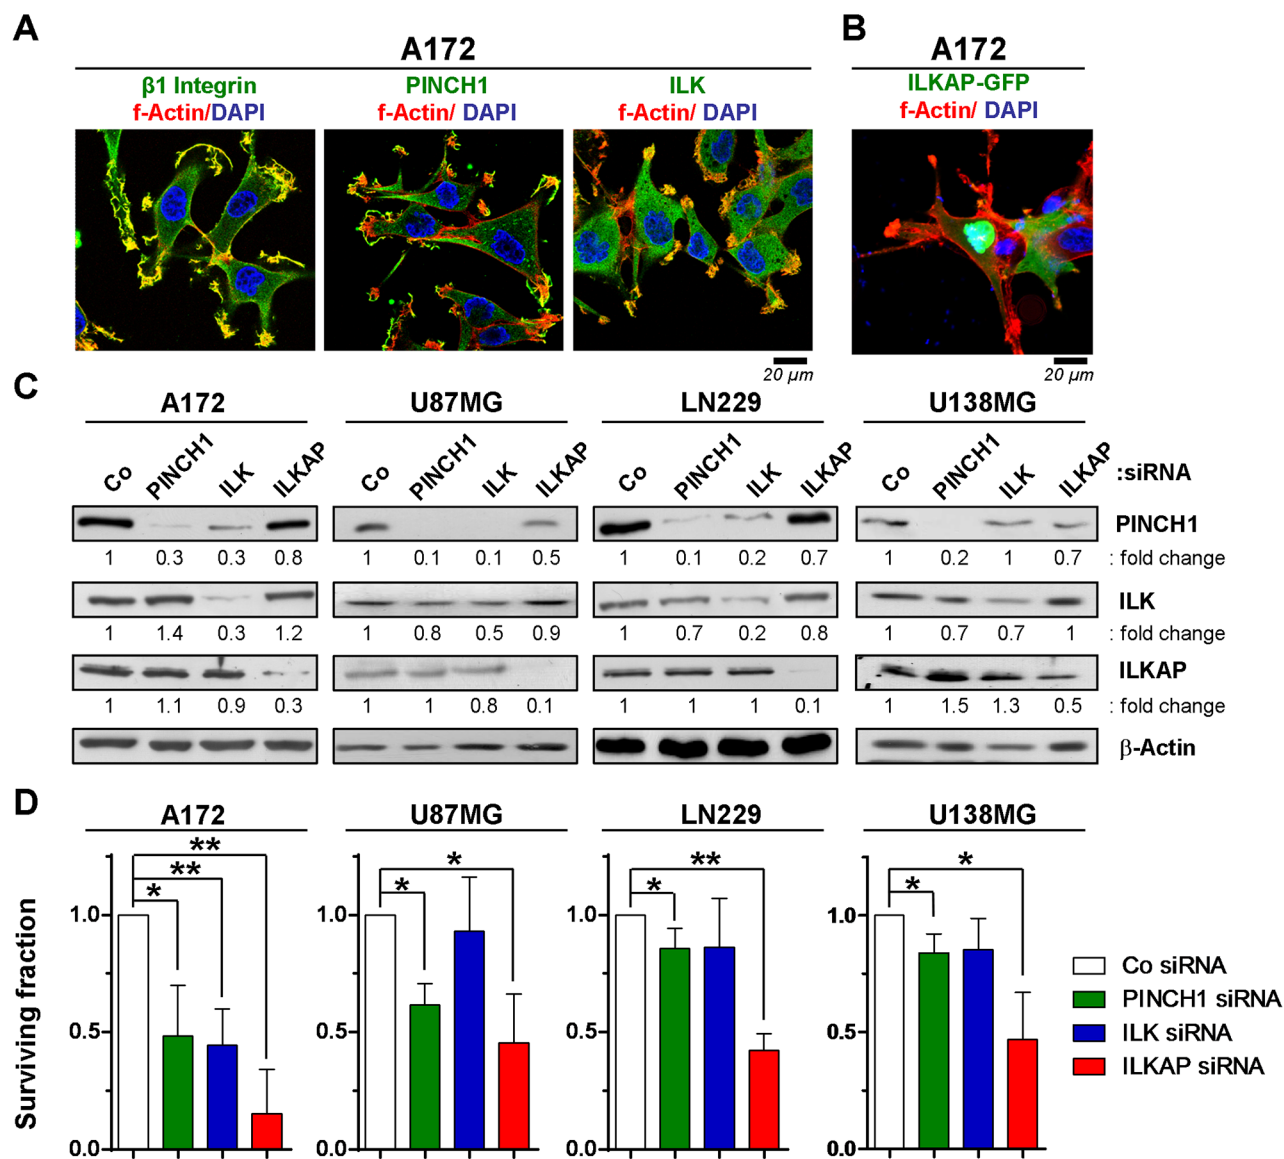 A
A172
β1 Integrin
f-Actin/DAPI
PINCH1
f-Actin/ DAPI
ILK
f-Actin/ DAPI
20 µm
B
A172
ILKAP-GFP
f-Actin/ DAPI
20 µm
C
A172
U87MG
LN229
U138MG
Co PINCH1 ILK ILKAP
Co PINCH1 ILK ILKAP
Co PINCH1 ILK ILKAP
Co PINCH1 ILK ILKAP
:siRNA
PINCH1
1 0.3 0.3 0.8 1 0.1 0.1 0.5 1 0.1 0.2 0.7 1 0.2 1 0.7 : fold change
ILK
1 1.4 0.3 1.2 1 0.8 0.5 0.9 1 0.7 0.2 0.8 1 0.7 0.7 1 : fold change
ILKAP
1 1.1 0.9 0.3 1 1 0.8 0.1 1 1 1 0.1 1 1.5 1.3 0.5 : fold change
β-Actin
D
Surviving fraction
A172
**
**
*
1.0
0.5
0.0
U87MG
*
*
1.0
0.5
0.0
LN229
**
*
1.0
0.5
0.0
U138MG
*
*
1.0
0.5
0.0
Co siRNA
PINCH1 siRNA
ILK siRNA
ILKAP siRNA